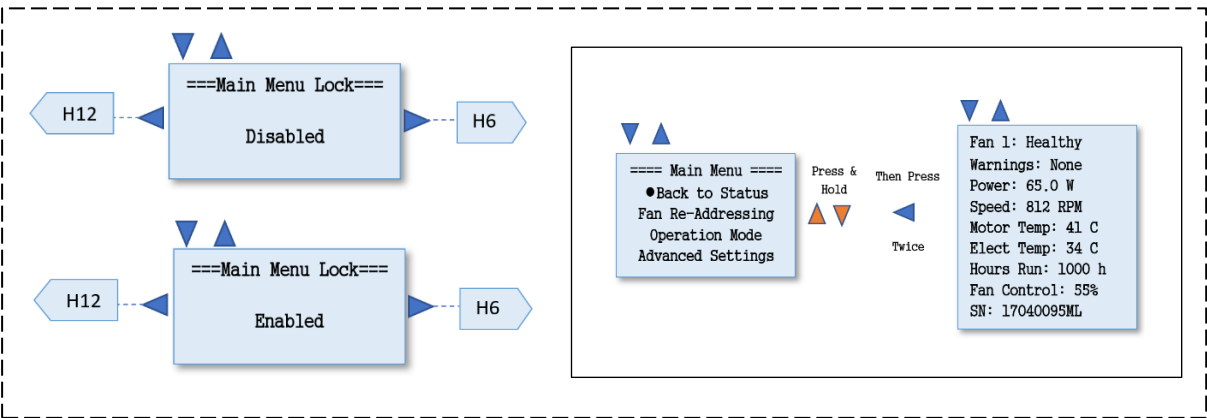 ===Main Menu Lock===
H12
H6
Disabled
===Main Menu Lock===
H12
H6
Enabled
==== Main Menu ====
●Back to Status
Fan Re-Addressing
Operation Mode
Advanced Settings
Press &
Hold
Then Press
Twice
Fan 1: Healthy
Warnings: None
Power: 65.0 W
Speed: 812 RPM
Motor Temp: 41 C
Elect Temp: 34 C
Hours Run: 1000 h
Fan Control: 55%
SN: 17040095ML